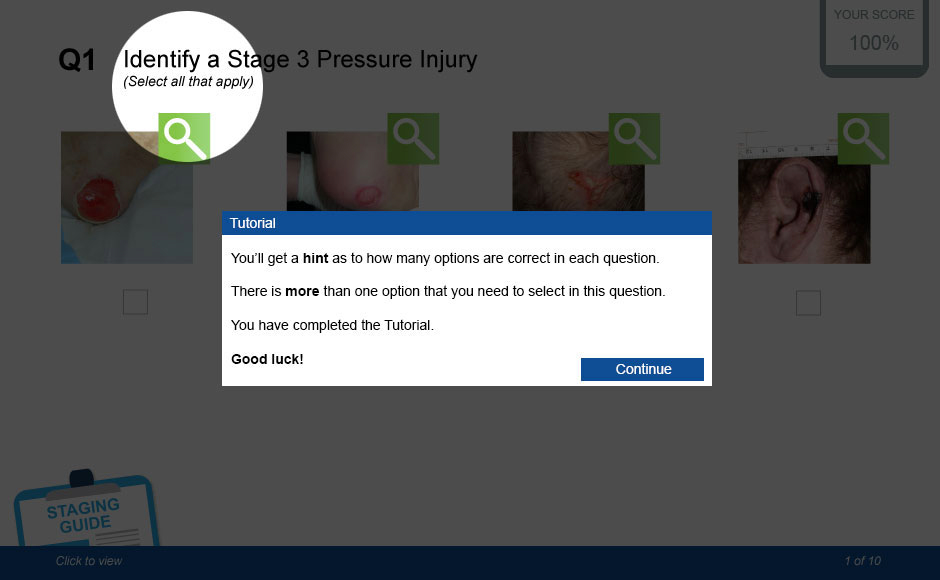 YOUR SCORE
100%
Q1 Identify a Stage 3 Pressure Injury
(Select all that apply)
Tutorial
You'll get a hint as to how many options are correct in each question.
There is more than one option that you need to select in this question.
You have completed the Tutorial.
Good luck!
Continue
STAGING
GUIDE
Click to view
1 of 10